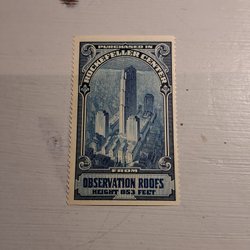 PURCHASED IN
ROCKEFELLER CENTER
FROM
OBSERVATION ROOFS
HEIGHT 853 FEET